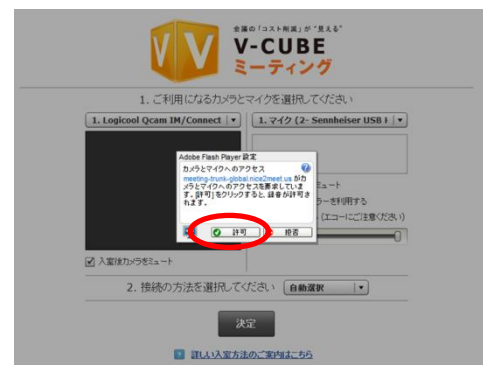 会議の「コスト削減」が"見える"
V-CUBE
ミーティング
1. ご利用になるカメラとマイクを選択してください
1. Logicool Qcam IM/Connect
1. マイク (2- Sennheiser USB
Adobe Flash Player 設定
カメラとマイクへのアクセス
meeting-trunk-global.nice2meet.us がカ
メラとマイクへのアクセスを要求していま
す。[許可] をクリックすると、録音が許可さ
れます。
ミュート
ーを利用する
(エコーにご注意ください)
許可
拒否
入室後カメラをミュート
2. 接続の方法を選択してください
自動選択
決定
詳しい入室方法のご案内はこちら